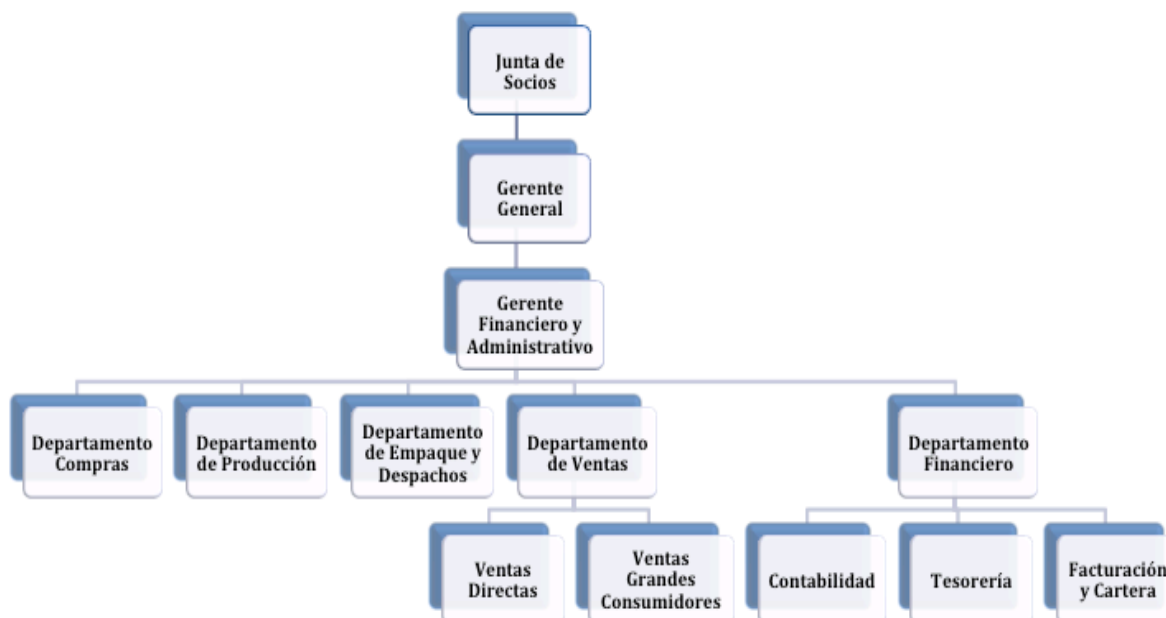 Junta de
Socios
Gerente
General
Gerente
Financiero y
Administrativo
Departamento
Compras
Departamento
de Producción
Departamento
de Empaque y
Despachos
Departamento
de Ventas
Departamento
Financiero
Ventas
Directas
Ventas
Grandes
Consumidores
Contabilidad
Tesorería
Facturación
y Cartera